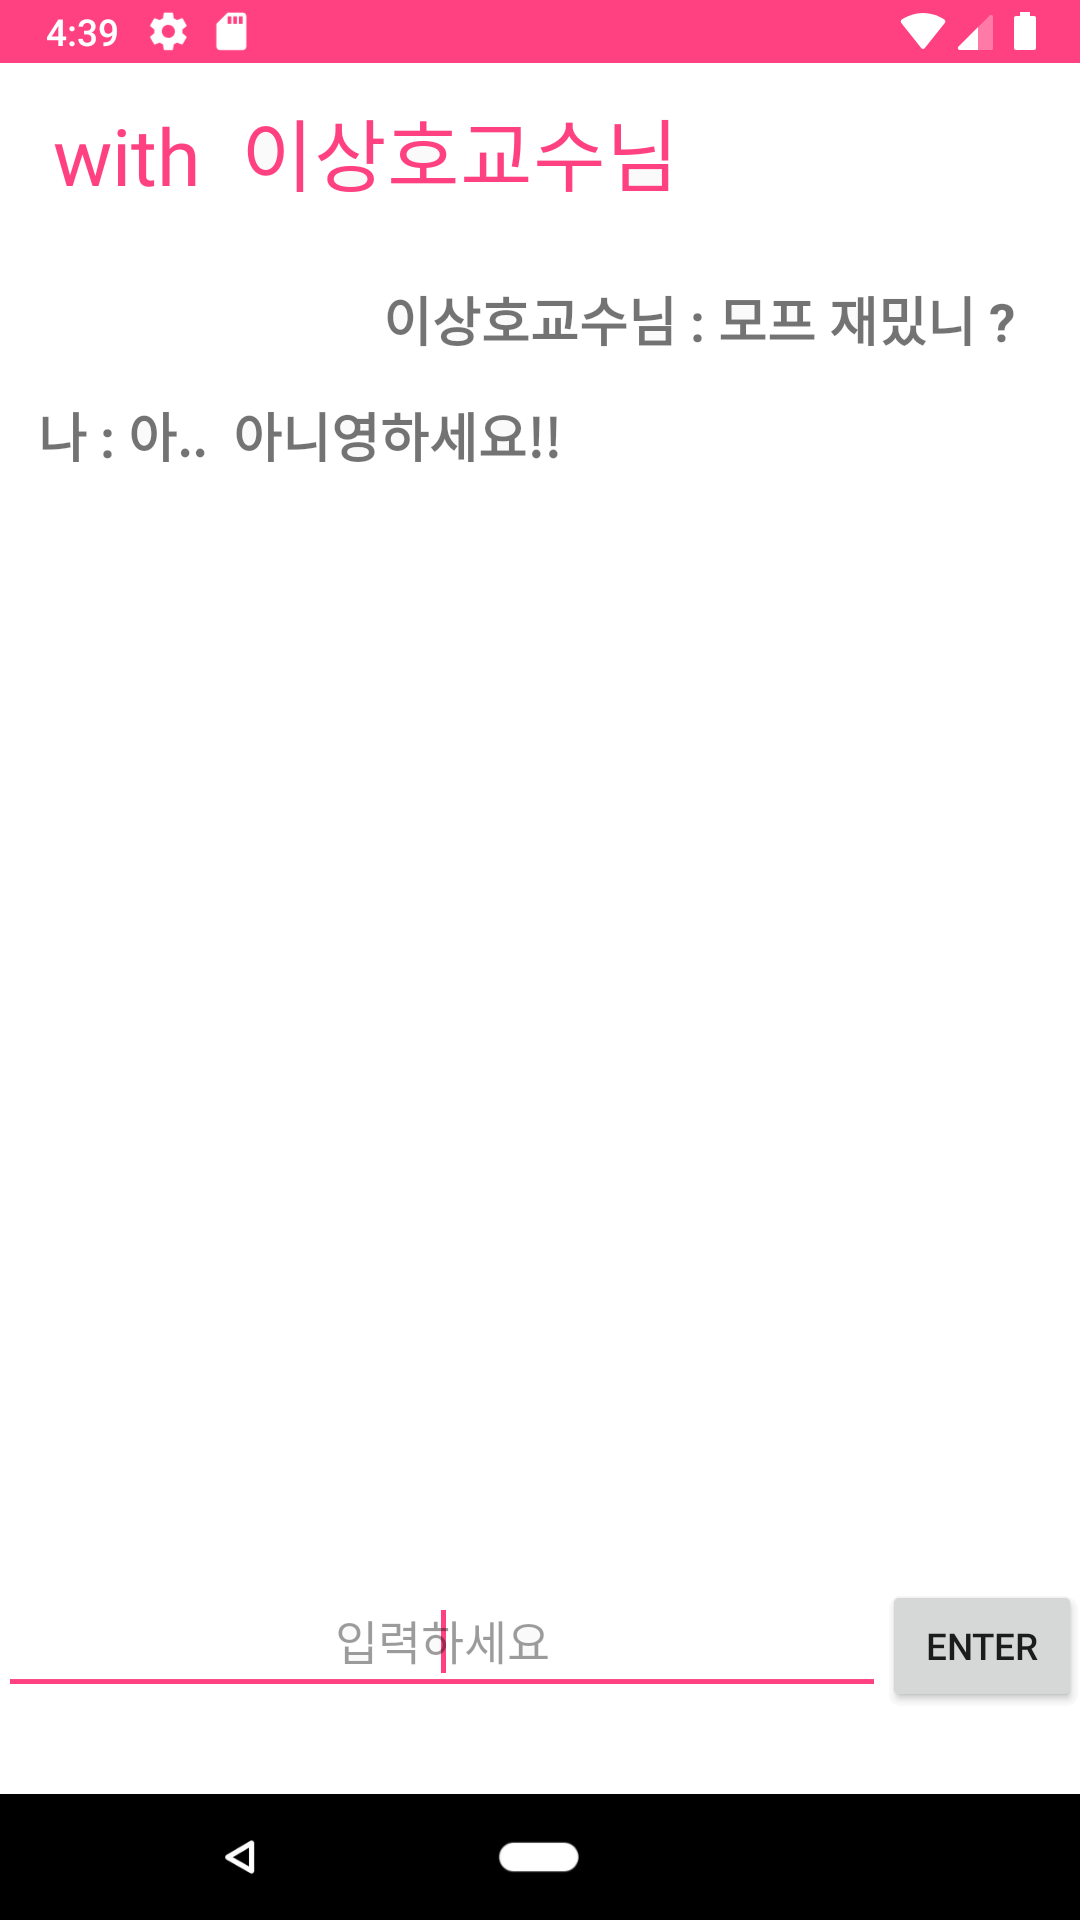 4:39
with 이상호교수님
이상호교수님 : 모프 재밌니 ?
나 : 아.. 아니영하세요!!
입력하세요
ENTER